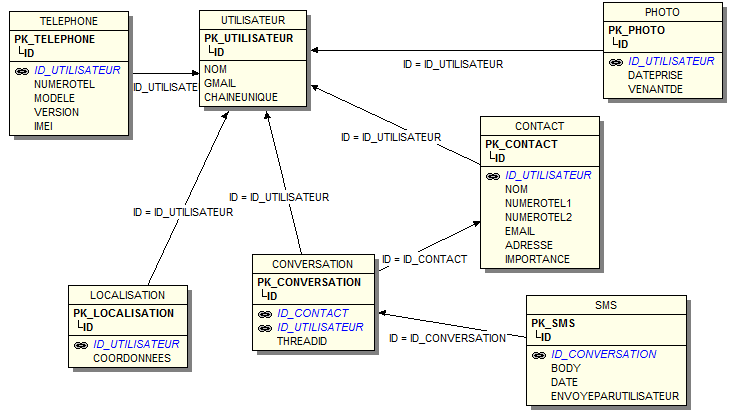 TELEPHONE
PK_TELEPHONE
ID
ID_UTILISATEUR
NUMEROTEL
MODELE
VERSION
IMEI
ID_UTILISATE
UTILISATEUR
PK_UTILISATEUR
ID
NOM
GMAIL
CHAINEUNIQUE
ID = ID_UTILISATEUR
PHOTO
PK_PHOTO
ID
ID_UTILISATEUR
DATEPRISE
VENANTDE
ID = ID_UTILISATEUR
CONTACT
PK_CONTACT
ID
ID_UTILISATEUR
NOM
NUMEROTEL1
NUMEROTEL2
EMAIL
ADRESSE
IMPORTANCE
ID = ID_UTILISATEUR
ID = ID_UTILISATEUR
ID = ID_CONTACT
LOCALISATION
PK_LOCALISATION
ID
ID_UTILISATEUR
COORDONNEES
CONVERSATION
PK_CONVERSATION
ID
ID_CONTACT
ID_UTILISATEUR
THREADID
ID = ID_CONVERSATION
SMS
PK_SMS
ID
ID_CONVERSATION
BODY
DATE
ENVOYEPARUTILISATEUR